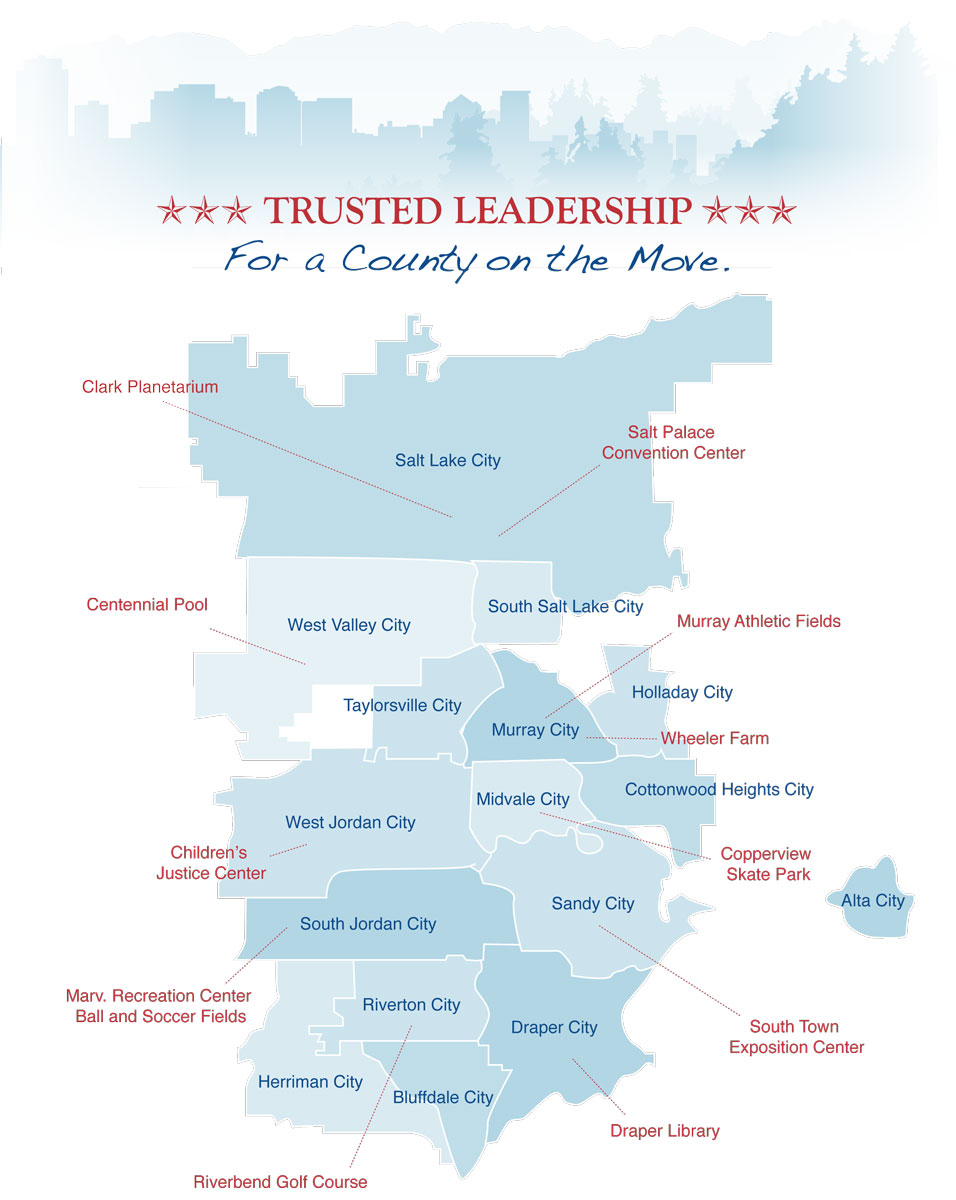 TRUSTED LEADERSHIP
For a County on the Move.
Clark Planetarium
Salt Palace
Convention Center
Salt Lake City
Centennial Pool
South Salt Lake City
West Valley City
Murray Athletic Fields
Holladay City
Taylorsville City
Murray City
Wheeler Farm
Cottonwood Heights City
Midvale City
West Jordan City
Children's
Justice Center
Copperview
Skate Park
Alta City
Sandy City
South Jordan City
Marv. Recreation Center
Ball and Soccer Fields
Riverton City
Draper City
South Town
Exposition Center
Herriman City
Bluffdale City
Draper Library
Riverbend Golf Course